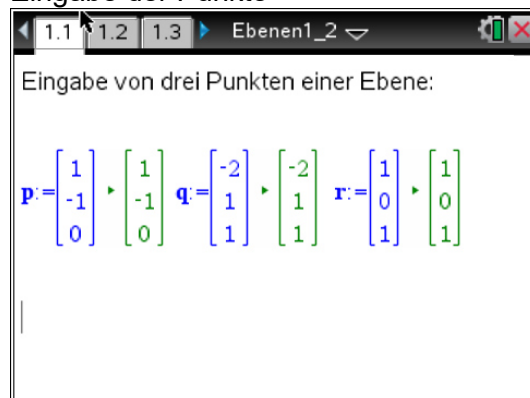 Eingabe der Punkte
1.1 1.2 1.3 Ebenen1_2
Eingabe von drei Punkten einer Ebene:
p:=[1; -1; 0] ▸ [1; -1; 0] q:=[-2; 1; 1] ▸ [-2; 1; 1] r:=[1; 0; 1] ▸ [1; 0; 1]